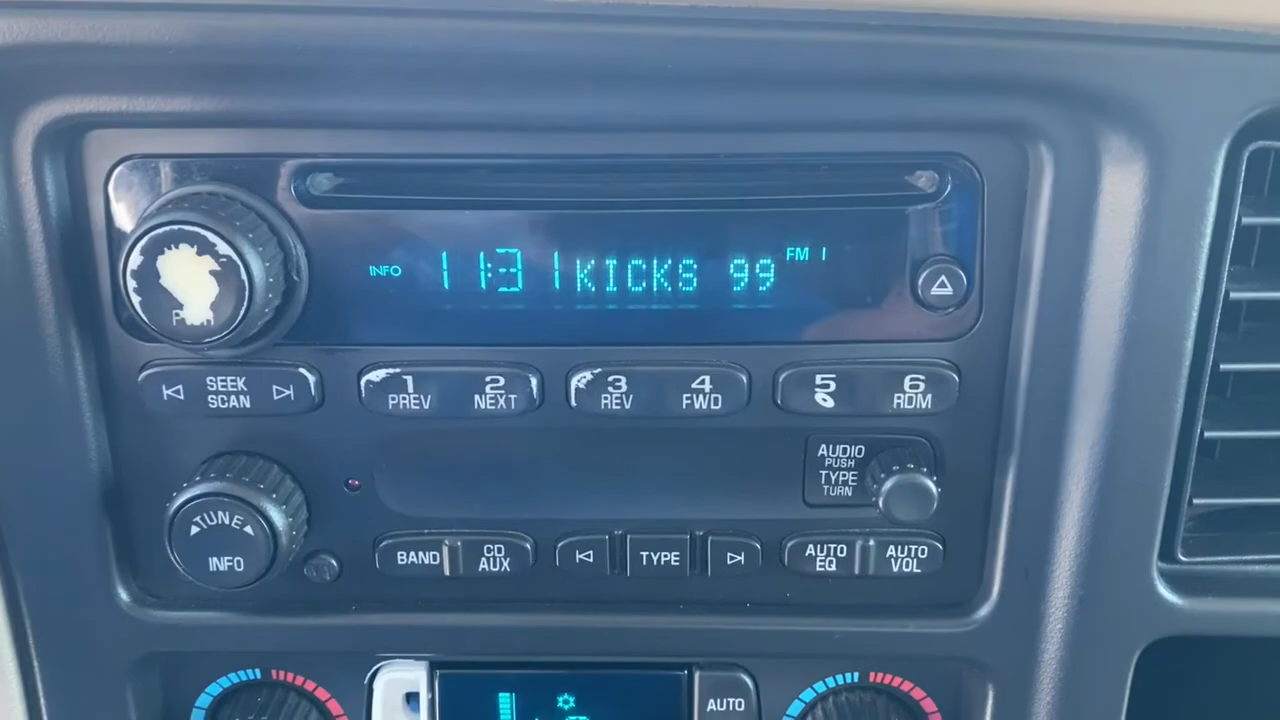 INFO 11:31 KICKS 99 FM 1
PUSH
SEEK
SCAN
1
PREV
2
NEXT
3
REV
4
FWD
5
6
RDM
AUDIO
PUSH
TYPE
TURN
TUNE
INFO
BAND
CD
AUX
TYPE
AUTO
EQ
AUTO
VOL
AUTO